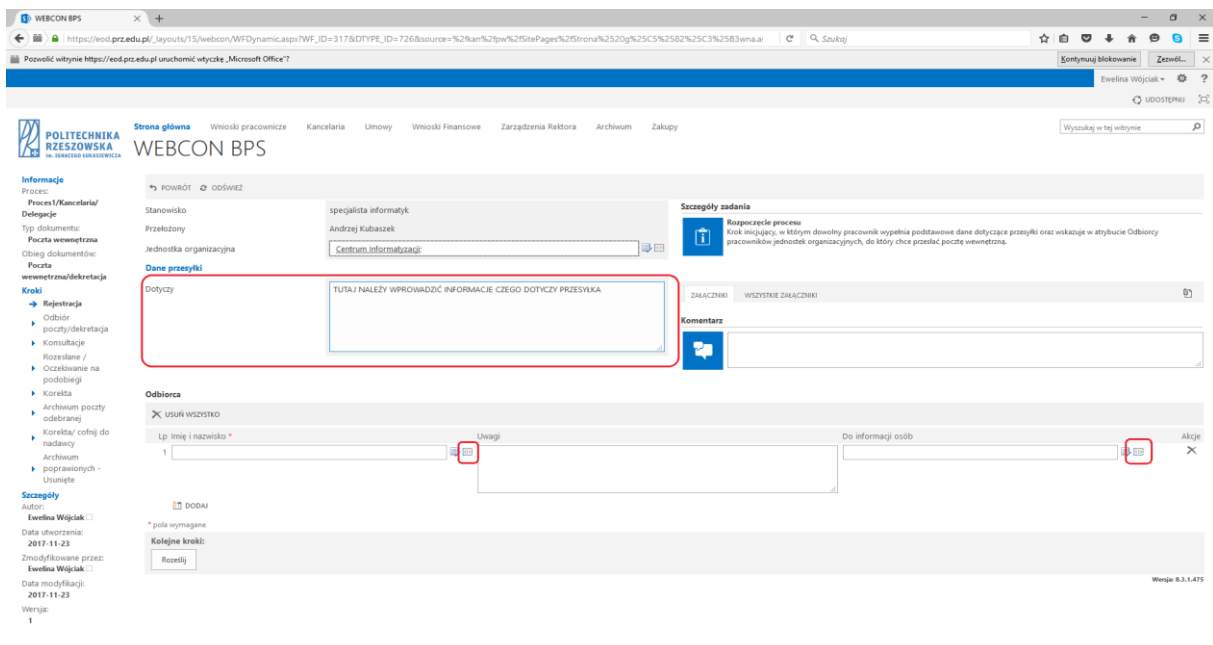 WEBCON BPS
https://eod.prz.edu.pl/_layouts/15/webcon/WFDynamic.aspx?WF_ID=317&DTYPE_ID=726&source=%2fkan%2fpw%2fSitePages%2fStrona%2520g%25C5%2582%25C3%25B3wna.a:
Szukaj
Pozwolić witrynie https://eod.prz.edu.pl uruchomić wtyczkę „Microsoft Office"?
Kontynuuj blokowanie
Zezwól...
Ewelina Wójciak
UDOSTĘPNIJ
POLITECHNIKA
RZESZOWSKA
im. IGNACEGO ŁUKASIEWICZA
Strona główna Wnioski pracownicze Kancelaria Umowy Wnioski Finansowe Zarządzenia Rektora Archiwum Zakupy
Wyszukaj w tej witrynie
WEBCON BPS
Informacje
Proces:
Proces1/Kancelaria/
Delegacje
Typ dokumentu:
Poczta wewnętrzna
Obieg dokumentów:
Poczta
wewnętrzna/dekretacja
Kroki
Rejestracja
Odbiór
poczty/dekretacja
Konsultacje
Rozesłane /
Oczekiwanie na
podobiegi
Korekta
Archiwum poczty
odebranej
Korekta/ cofnij do
nadawcy
Archiwum
poprawionych -
Usunięte
Szczegóły
Autor:
Ewelina Wójciak
Data utworzenia:
2017-11-23
Zmodyfikowane przez:
Ewelina Wójciak
Data modyfikacji:
2017-11-23
Wersja:
1
POWRÓT ODŚWIEŻ
Stanowisko specjalista informatyk
Przełożony Andrzej Kubaszek
Jednostka organizacyjna Centrum Informatyzacji;
Dane przesyłki
Dotyczy TUTAJ NALEŻY WPROWADZIĆ INFORMACJE CZEGO DOTYCZY PRZESYŁKA
Szczegóły zadania
Rozpoczęcie procesu
Krok inicjujący, w którym dowolny pracownik wypełnia podstawowe dane dotyczące przesyłki oraz wskazuje w atrybucie Odbiorcy
pracowników jednostek organizacyjnych, do który chce przesłać pocztę wewnętrzną.
ZAŁĄCZNIKI WSZYSTKIE ZAŁĄCZNIKI
Komentarz
Odbiorca
USUŃ WSZYSTKO
Lp Imię i nazwisko * Uwagi Do informacji osób Akcje
1
DODAJ
* pola wymagane
Kolejne kroki:
Roześlij
Wersja: 8.3.1.475